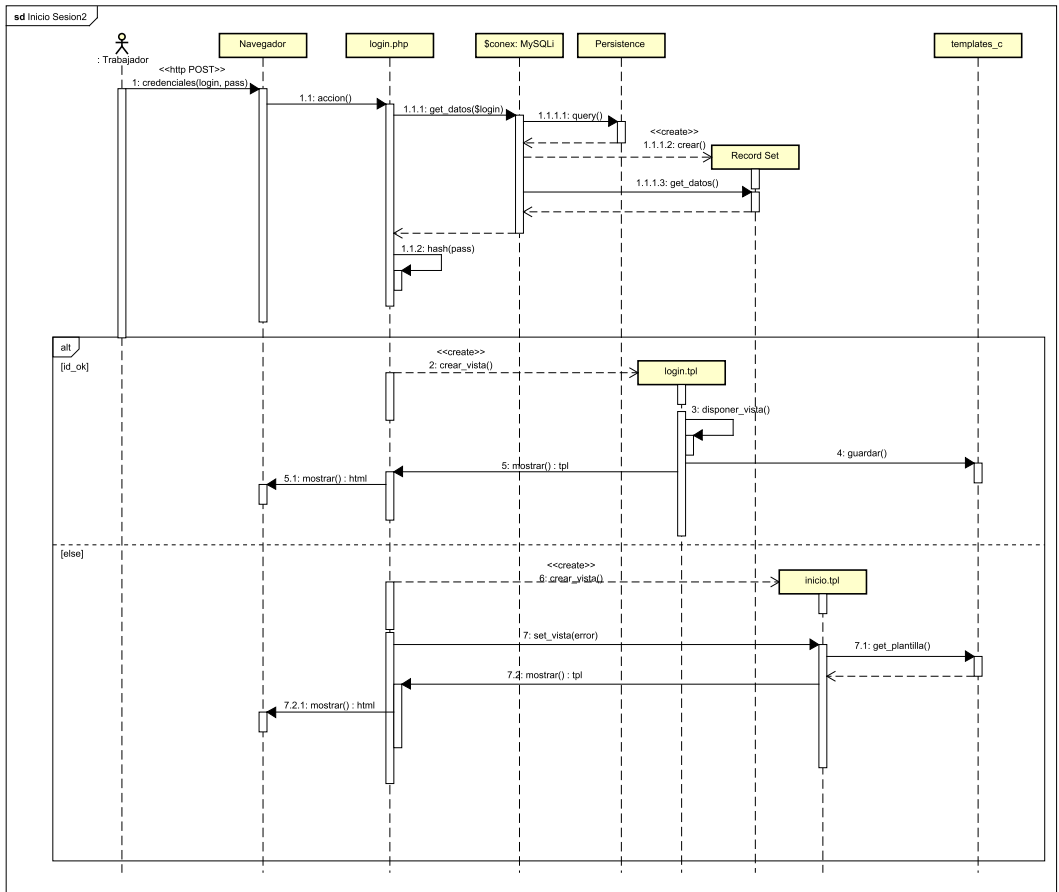 sd Inicio Sesion2
Navegador
login.php
$conex: MySQLi
Persistence
templates_c
: Trabajador
<<http POST>>
1: credenciales(login, pass)
1.1: accion()
1.1.1: get_datos($login)
1.1.1.1: query()
<<create>>
1.1.1.2: crear()
Record Set
1.1.1.3: get_datos()
1.1.2: hash(pass)
alt
[id_ok]
<<create>>
2: crear_vista()
login.tpl
3: disponer_vista()
4: guardar()
5: mostrar() : tpl
5.1: mostrar() : html
[else]
<<create>>
6: crear_vista()
inicio.tpl
7: set_vista(error)
7.1: get_plantilla()
7.2: mostrar() : tpl
7.2.1: mostrar() : html